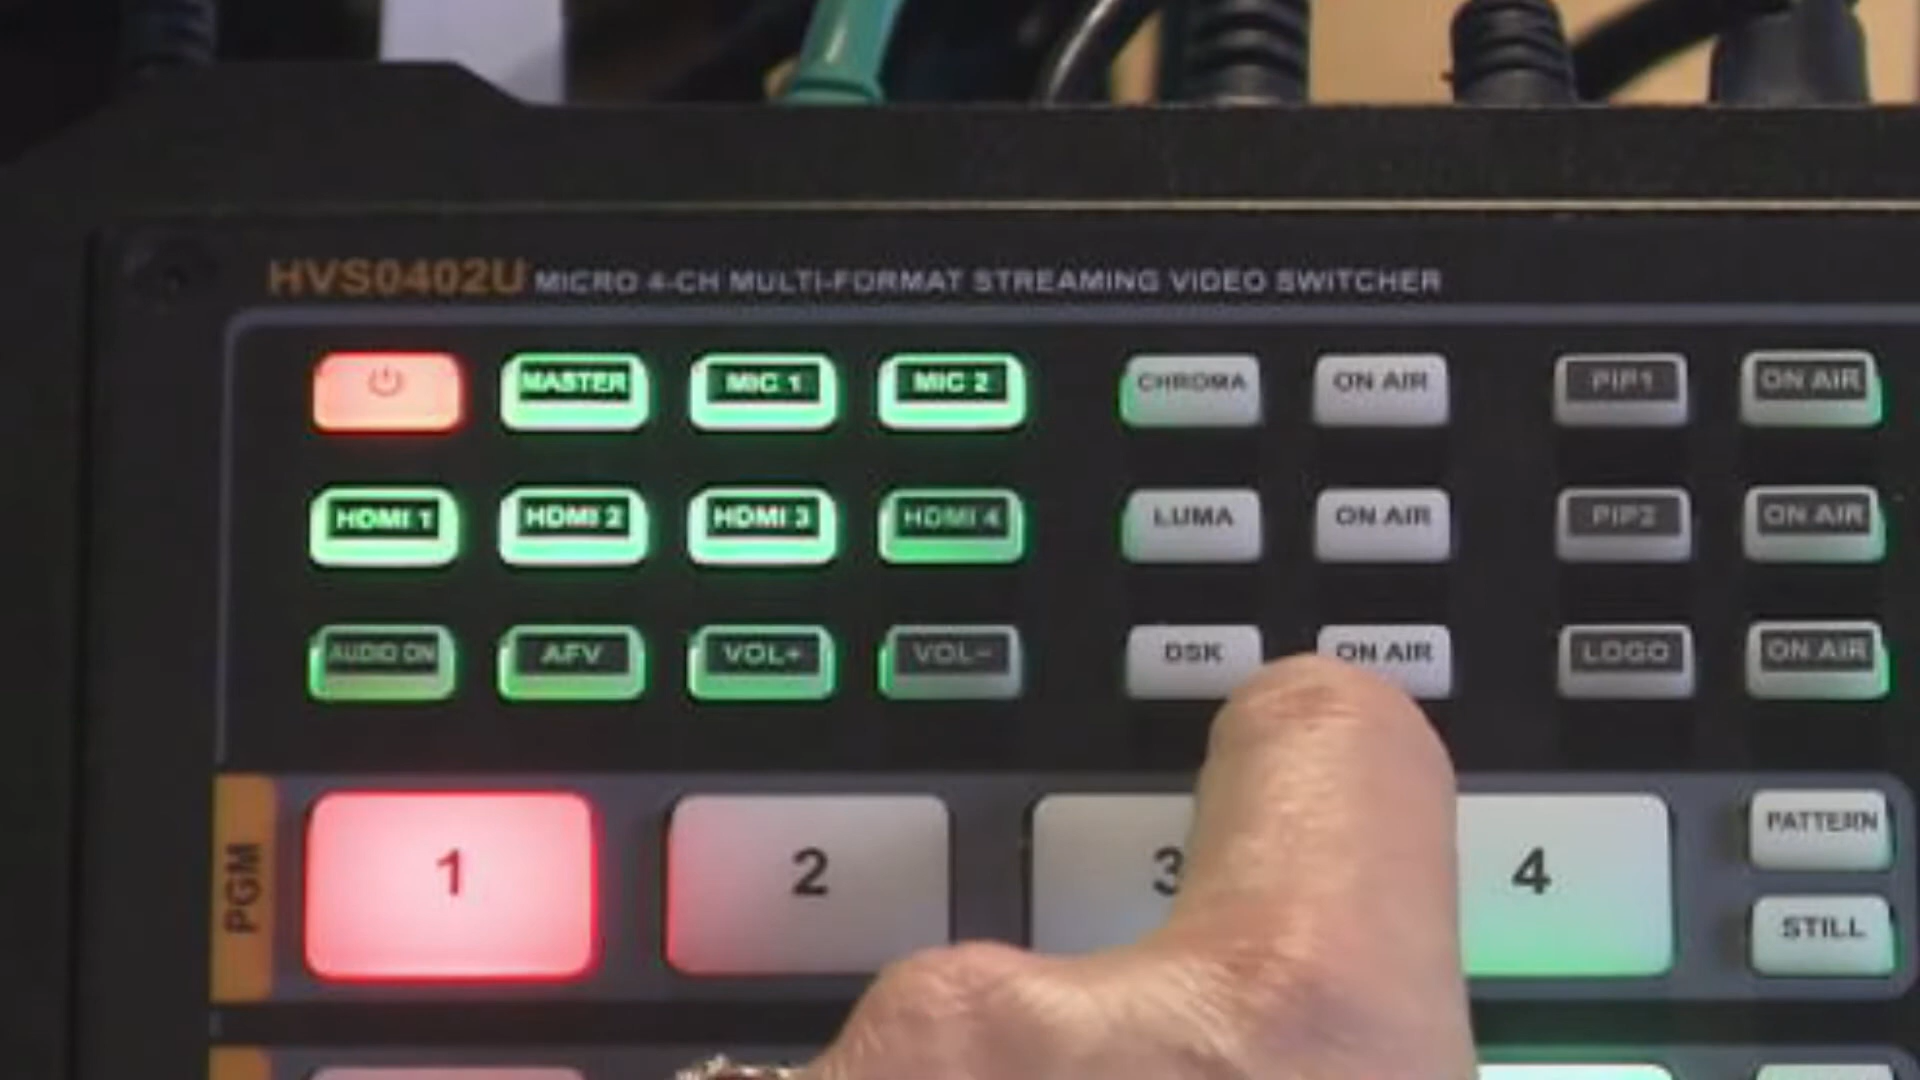 HVS0402U MICRO 4-CH MULTI-FORMAT STREAMING VIDEO SWITCHER
MASTER MIC 1 MIC 2 CHROMA ON AIR PIP1 ON AIR
HDMI 1 HDMI 2 HDMI 3 HDMI 4 LUMA ON AIR PIP2 ON AIR
AUDIO ON AFV VOL+ VOL- DSK ON AIR LOGO ON AIR
PGM 1 2 3 4 PATTERN
STILL